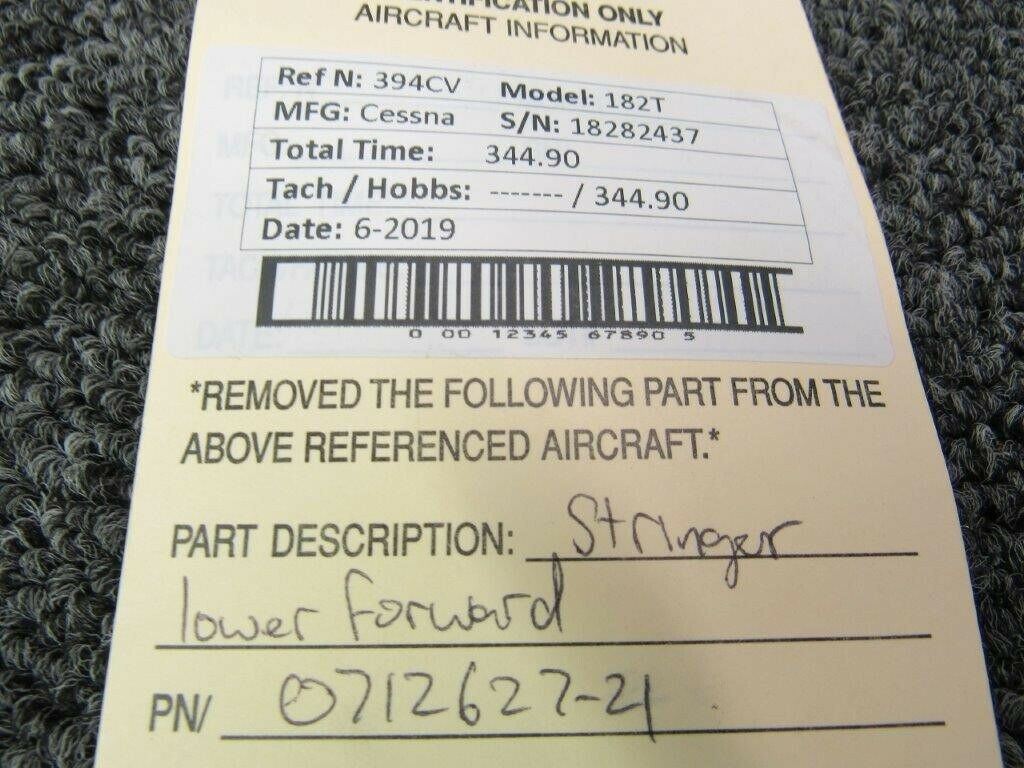 ONLY
AIRCRAFT INFORMATION
Ref N: 394CV Model: 182T
MFG: Cessna S/N: 18282437
Total Time: 344.90
Tach / Hobbs: ------- / 344.90
Date: 6-2019
0 00 12345 67890 5
*REMOVED THE FOLLOWING PART FROM THE
ABOVE REFERENCED AIRCRAFT.*
PART DESCRIPTION: Stringer
lower forward
PN/ 0712627-21